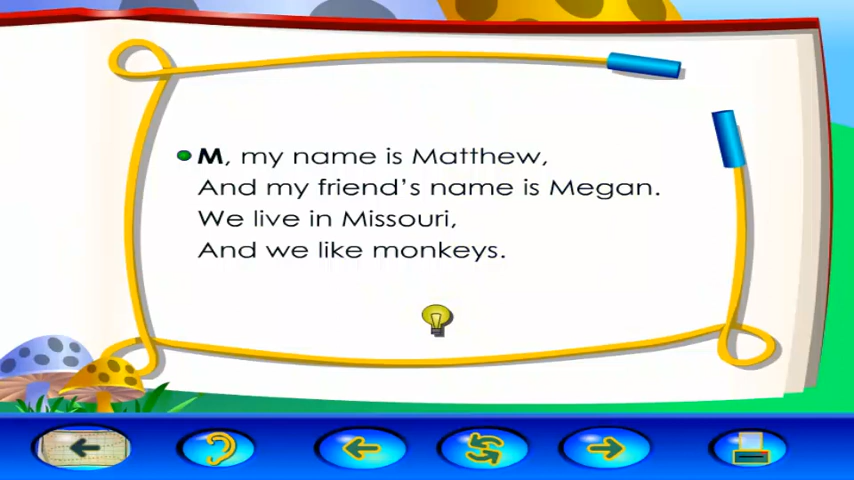 M, my name is Matthew,
And my friend’s name is Megan.
We live in Missouri,
And we like monkeys.